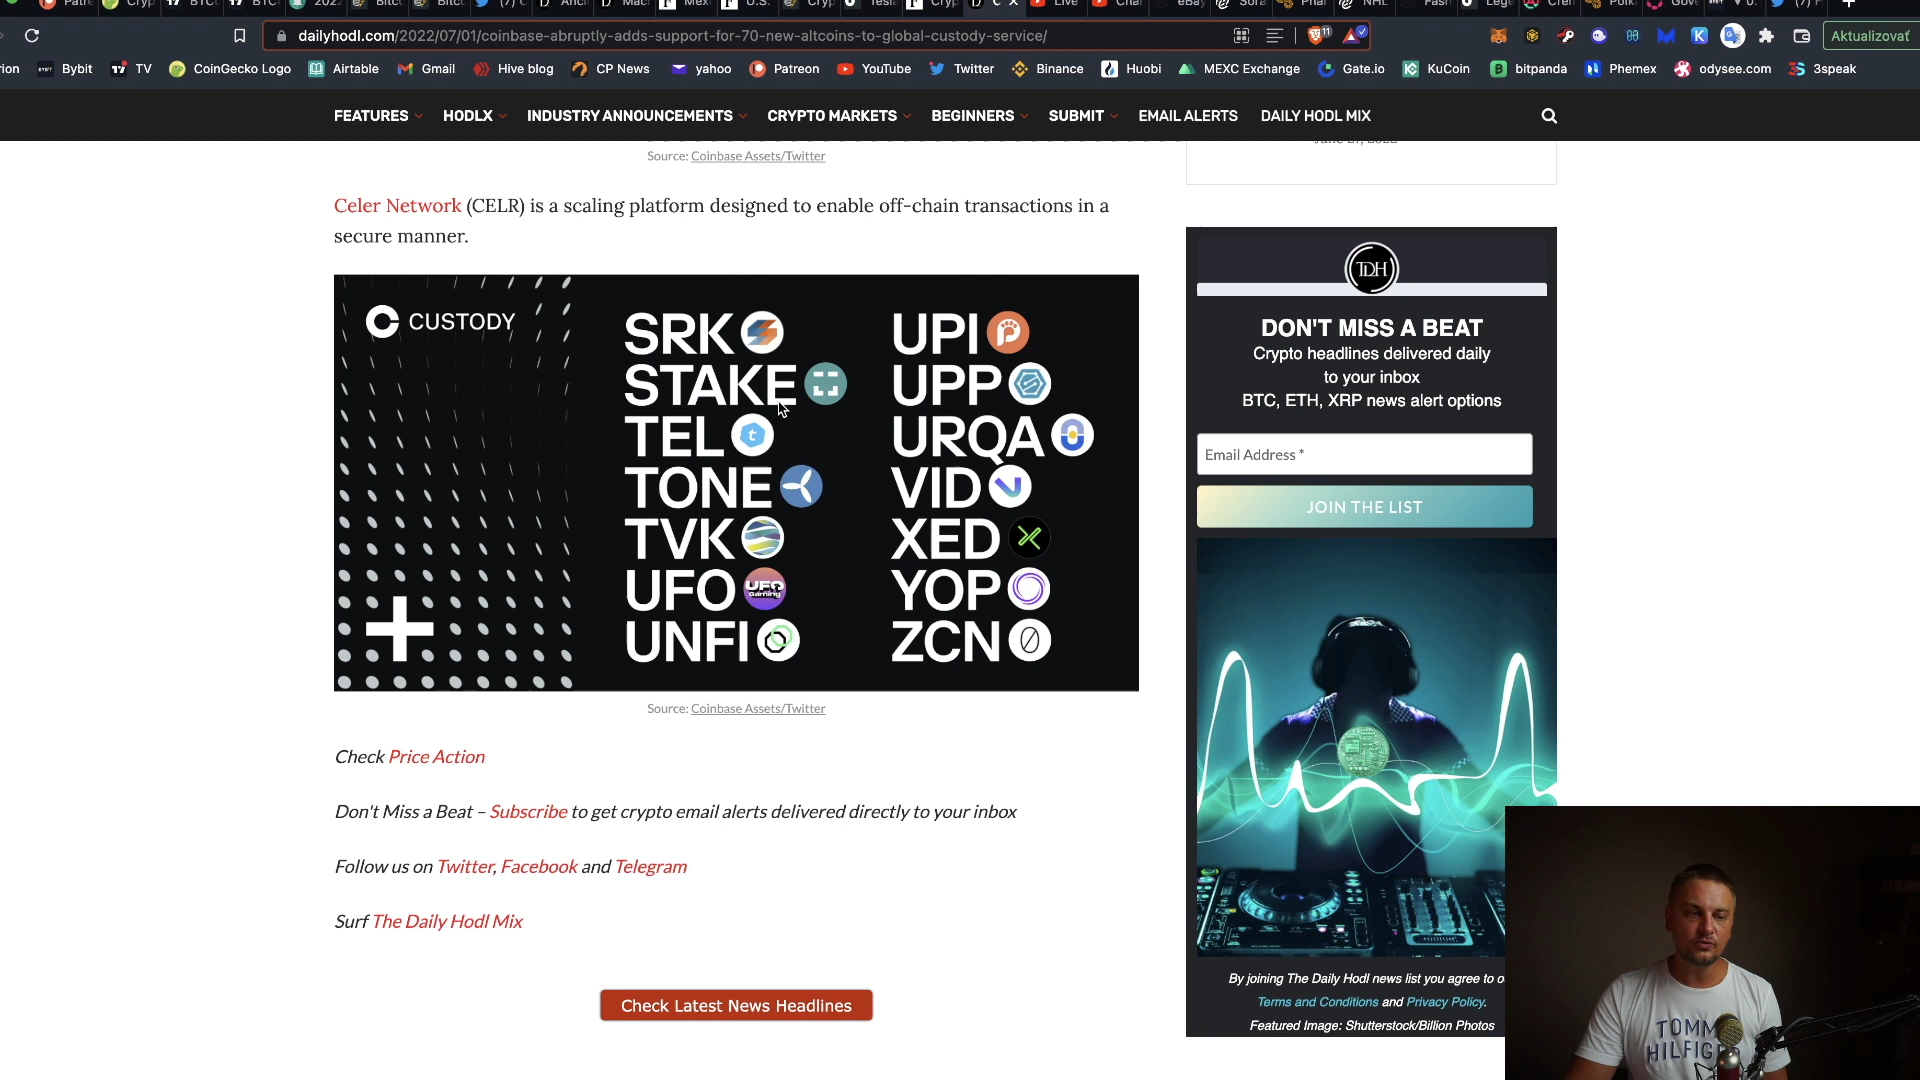 dailyhodl.com/2022/07/01/coinbase-abruptly-adds-support-for-70-new-altcoins-to-global-custody-service/
11
Aktualizovať
Bybit TV CoinGecko Logo Airtable Gmail Hive blog CP News yahoo Patreon YouTube Twitter Binance Huobi MEXC Exchange Gate.io KuCoin bitpanda Phemex odysee.com 3speak
FEATURES HODLX INDUSTRY ANNOUNCEMENTS CRYPTO MARKETS BEGINNERS SUBMIT EMAIL ALERTS DAILY HODL MIX
Source: Coinbase Assets/Twitter
Celer Network (CELR) is a scaling platform designed to enable off-chain transactions in a
secure manner.
CUSTODY
SRK
STAKE
TEL
TONE
TVK
UFO
UFO Gaming
UNFI
UPI
UPP
URQA
VID
XED
YOP
ZCN
Source: Coinbase Assets/Twitter
Check Price Action
Don't Miss a Beat – Subscribe to get crypto email alerts delivered directly to your inbox
Follow us on Twitter, Facebook and Telegram
Surf The Daily Hodl Mix
Check Latest News Headlines
TDH
DON'T MISS A BEAT
Crypto headlines delivered daily
to your inbox
BTC, ETH, XRP news alert options
Email Address *
JOIN THE LIST
By joining The Daily Hodl news list you agree to
Terms and Conditions and Privacy Policy.
Featured Image: Shutterstock/Billion Photos
TOMM
HILFIGE